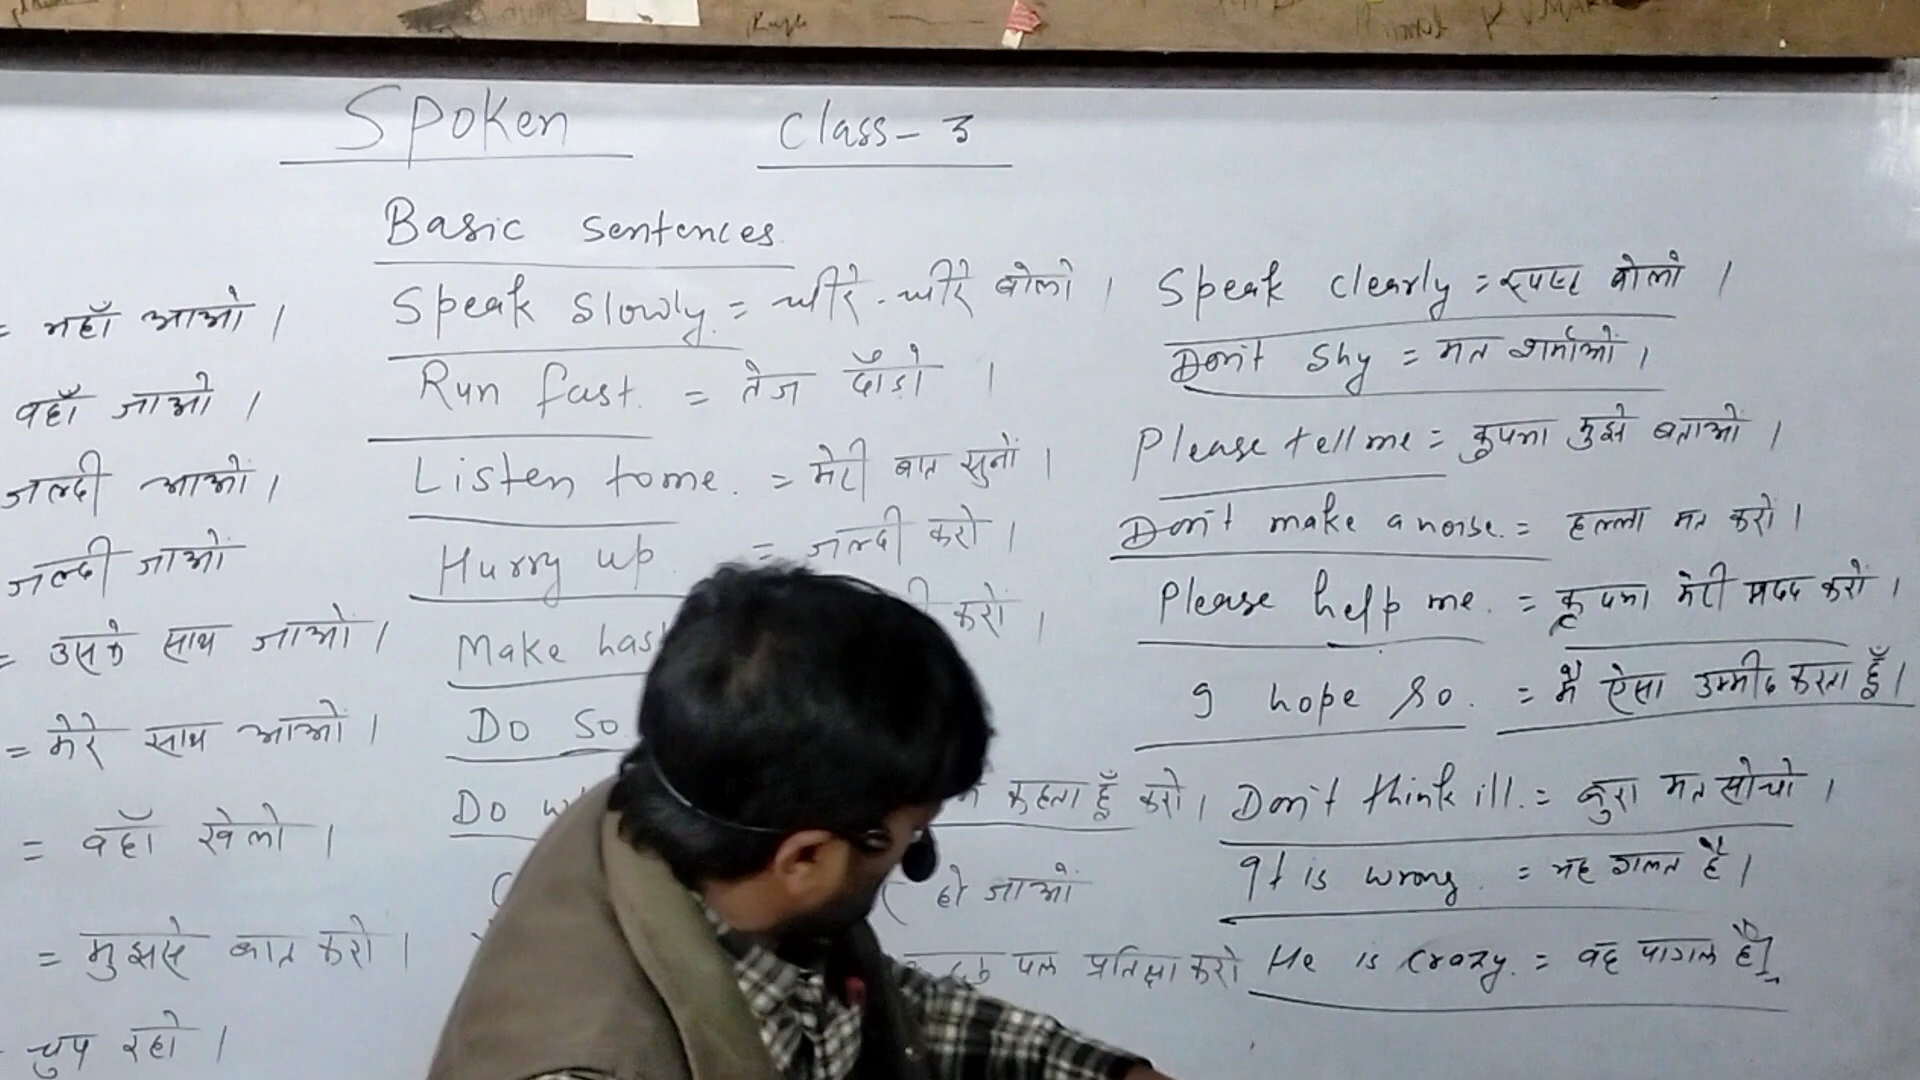 Spoken Class-3
Basic Sentences
= यहाँ आओ ।
वहाँ जाओ ।
जल्दी आओ ।
जल्दी जाओ
= उसके साथ जाओ ।
= मेरे साथ आओ ।
= वहाँ खेलो ।
= मुझसे बात करो ।
चुप रहो ।
Speak Slowly. = धीरे-धीरे बोलो ।
Run fast. = तेज दौड़ो ।
Listen to me. = मेरी बात सुनों ।
Hurry up = जल्दी करो ।
Make करो ।
Do So.
Do कहता हूँ करो ।
हो जाओ
पल प्रतिक्षा करो
Speak clearly = स्पष्ट बोलो ।
Don't Shy = मत शर्माओ ।
Please tell me = कृपया मुझे बताओ ।
Don't make a noise. = हल्ला मत करो ।
Please help me. = कृपया मेरी मदद करो ।
I hope so. = मैं ऐसा उम्मीद करता हूँ ।
Don't think ill. = बुरा मत सोचो ।
It is wrong. = यह गलत है ।
He is crazy. = वह पागल है ।